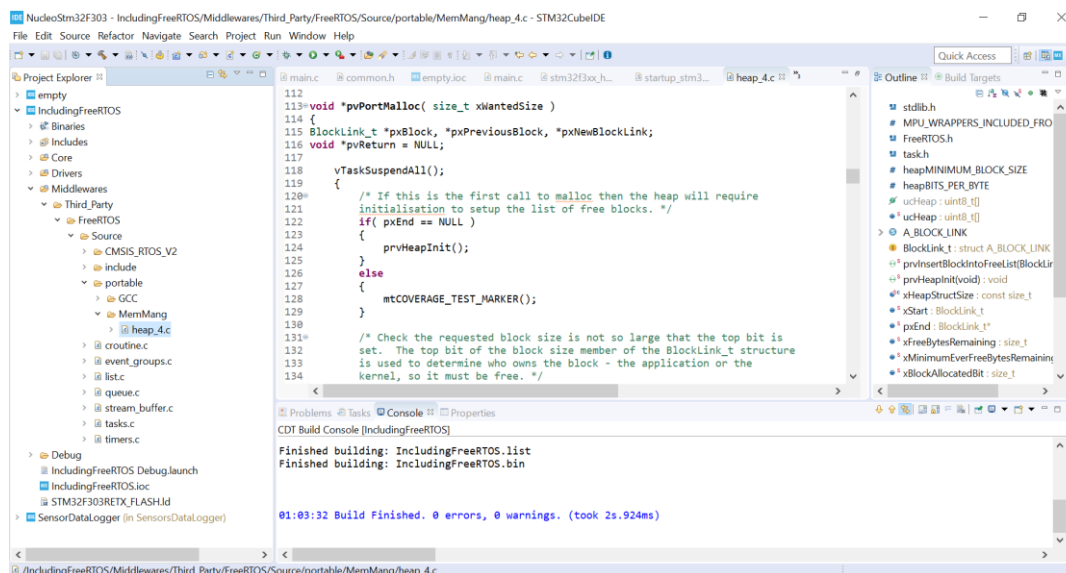 NucleoStm32F303 - IncludingFreeRTOS/Middlewares/Third_Party/FreeRTOS/Source/portable/MemMang/heap_4.c - STM32CubeIDE
File Edit Source Refactor Navigate Search Project Run Window Help
Quick Access
Project Explorer
empty
IncludingFreeRTOS
Binaries
Includes
Core
Drivers
Middlewares
Third_Party
FreeRTOS
Source
CMSIS_RTOS_V2
include
portable
GCC
MemMang
heap_4.c
croutine.c
event_groups.c
list.c
queue.c
stream_buffer.c
tasks.c
timers.c
Debug
IncludingFreeRTOS Debug.launch
IncludingFreeRTOS.ioc
STM32F303RETX_FLASH.ld
SensorDataLogger (in SensorsDataLogger)
main.c common.h empty.ioc main.c stm32f3xx_h... startup_stm3... heap_4.c
112
113 void *pvPortMalloc( size_t xWantedSize )
114 {
115 BlockLink_t *pxBlock, *pxPreviousBlock, *pxNewBlockLink;
116 void *pvReturn = NULL;
117
118 vTaskSuspendAll();
119 {
120 /* If this is the first call to malloc then the heap will require
121 initialisation to setup the list of free blocks. */
122 if( pxEnd == NULL )
123 {
124 prvHeapInit();
125 }
126 else
127 {
128 mtCOVERAGE_TEST_MARKER();
129 }
130
131 /* Check the requested block size is not so large that the top bit is
132 set. The top bit of the block size member of the BlockLink_t structure
133 is used to determine who owns the block - the application or the
134 kernel, so it must be free. */
Outline Build Targets
stdlib.h
MPU_WRAPPERS_INCLUDED_FRO
FreeRTOS.h
task.h
heapMINIMUM_BLOCK_SIZE
heapBITS_PER_BYTE
ucHeap : uint8_t[]
ucHeap : uint8_t[]
A_BLOCK_LINK
BlockLink_t : struct A_BLOCK_LINK
prvInsertBlockIntoFreeList(BlockLir
prvHeapInit(void) : void
xHeapStructSize : const size_t
xStart : BlockLink_t
pxEnd : BlockLink_t*
xFreeBytesRemaining : size_t
xMinimumEverFreeBytesRemaining
xBlockAllocatedBit : size_t
Problems Tasks Console Properties
CDT Build Console [IncludingFreeRTOS]
Finished building: IncludingFreeRTOS.list
Finished building: IncludingFreeRTOS.bin
01:03:32 Build Finished. 0 errors, 0 warnings. (took 2s.924ms)
/IncludingFreeRTOS/Middlewares/Third_Party/FreeRTOS/Source/portable/MemMang/heap_4.c